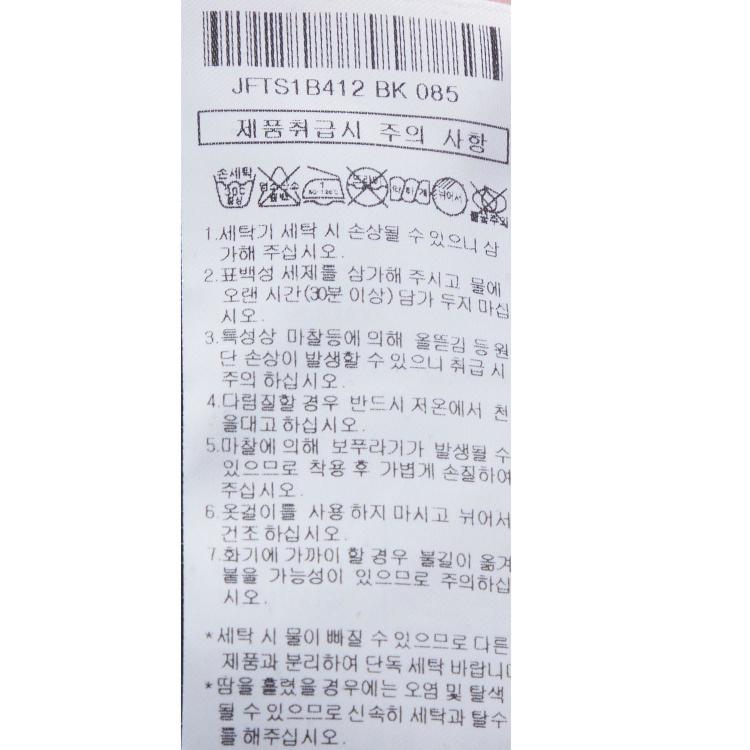 JFTS1B412 BK 085
제품취급시 주의 사항
손세탁
약하게
뉘어서
불꽃주의
1.세탁기 세탁 시 손상될 수 있으니 삼
가해 주십시오.
2.표백성 세제를 삼가해 주시고 물에
오랜 시간(30분 이상) 담가 두지 마십
시오.
3.특성상 마찰등에 의해 올뜯김 등 원
단 손상이 발생할 수 있으니 취급 시
주의 하십시오.
4.다림질할 경우 반드시 저온에서 천
을대고 하십시오.
5.마찰에 의해 보푸라기가 발생될 수
있으므로 착용 후 가볍게 손질하여
주십시오.
6.옷걸이를 사용 하지 마시고 뉘어서
건조 하십시오.
7.화기에 가까이 할 경우 불길이 옮겨
붙을 가능성이 있으므로 주의하십
시오.
*세탁 시 물이 빠질 수 있으므로 다른
제품과 분리하여 단독 세탁 바랍니다
*땀을 흘렸을 경우에는 오염 및 탈색
될 수 있으므로 신속히 세탁과 탈수
를 해주십시오.